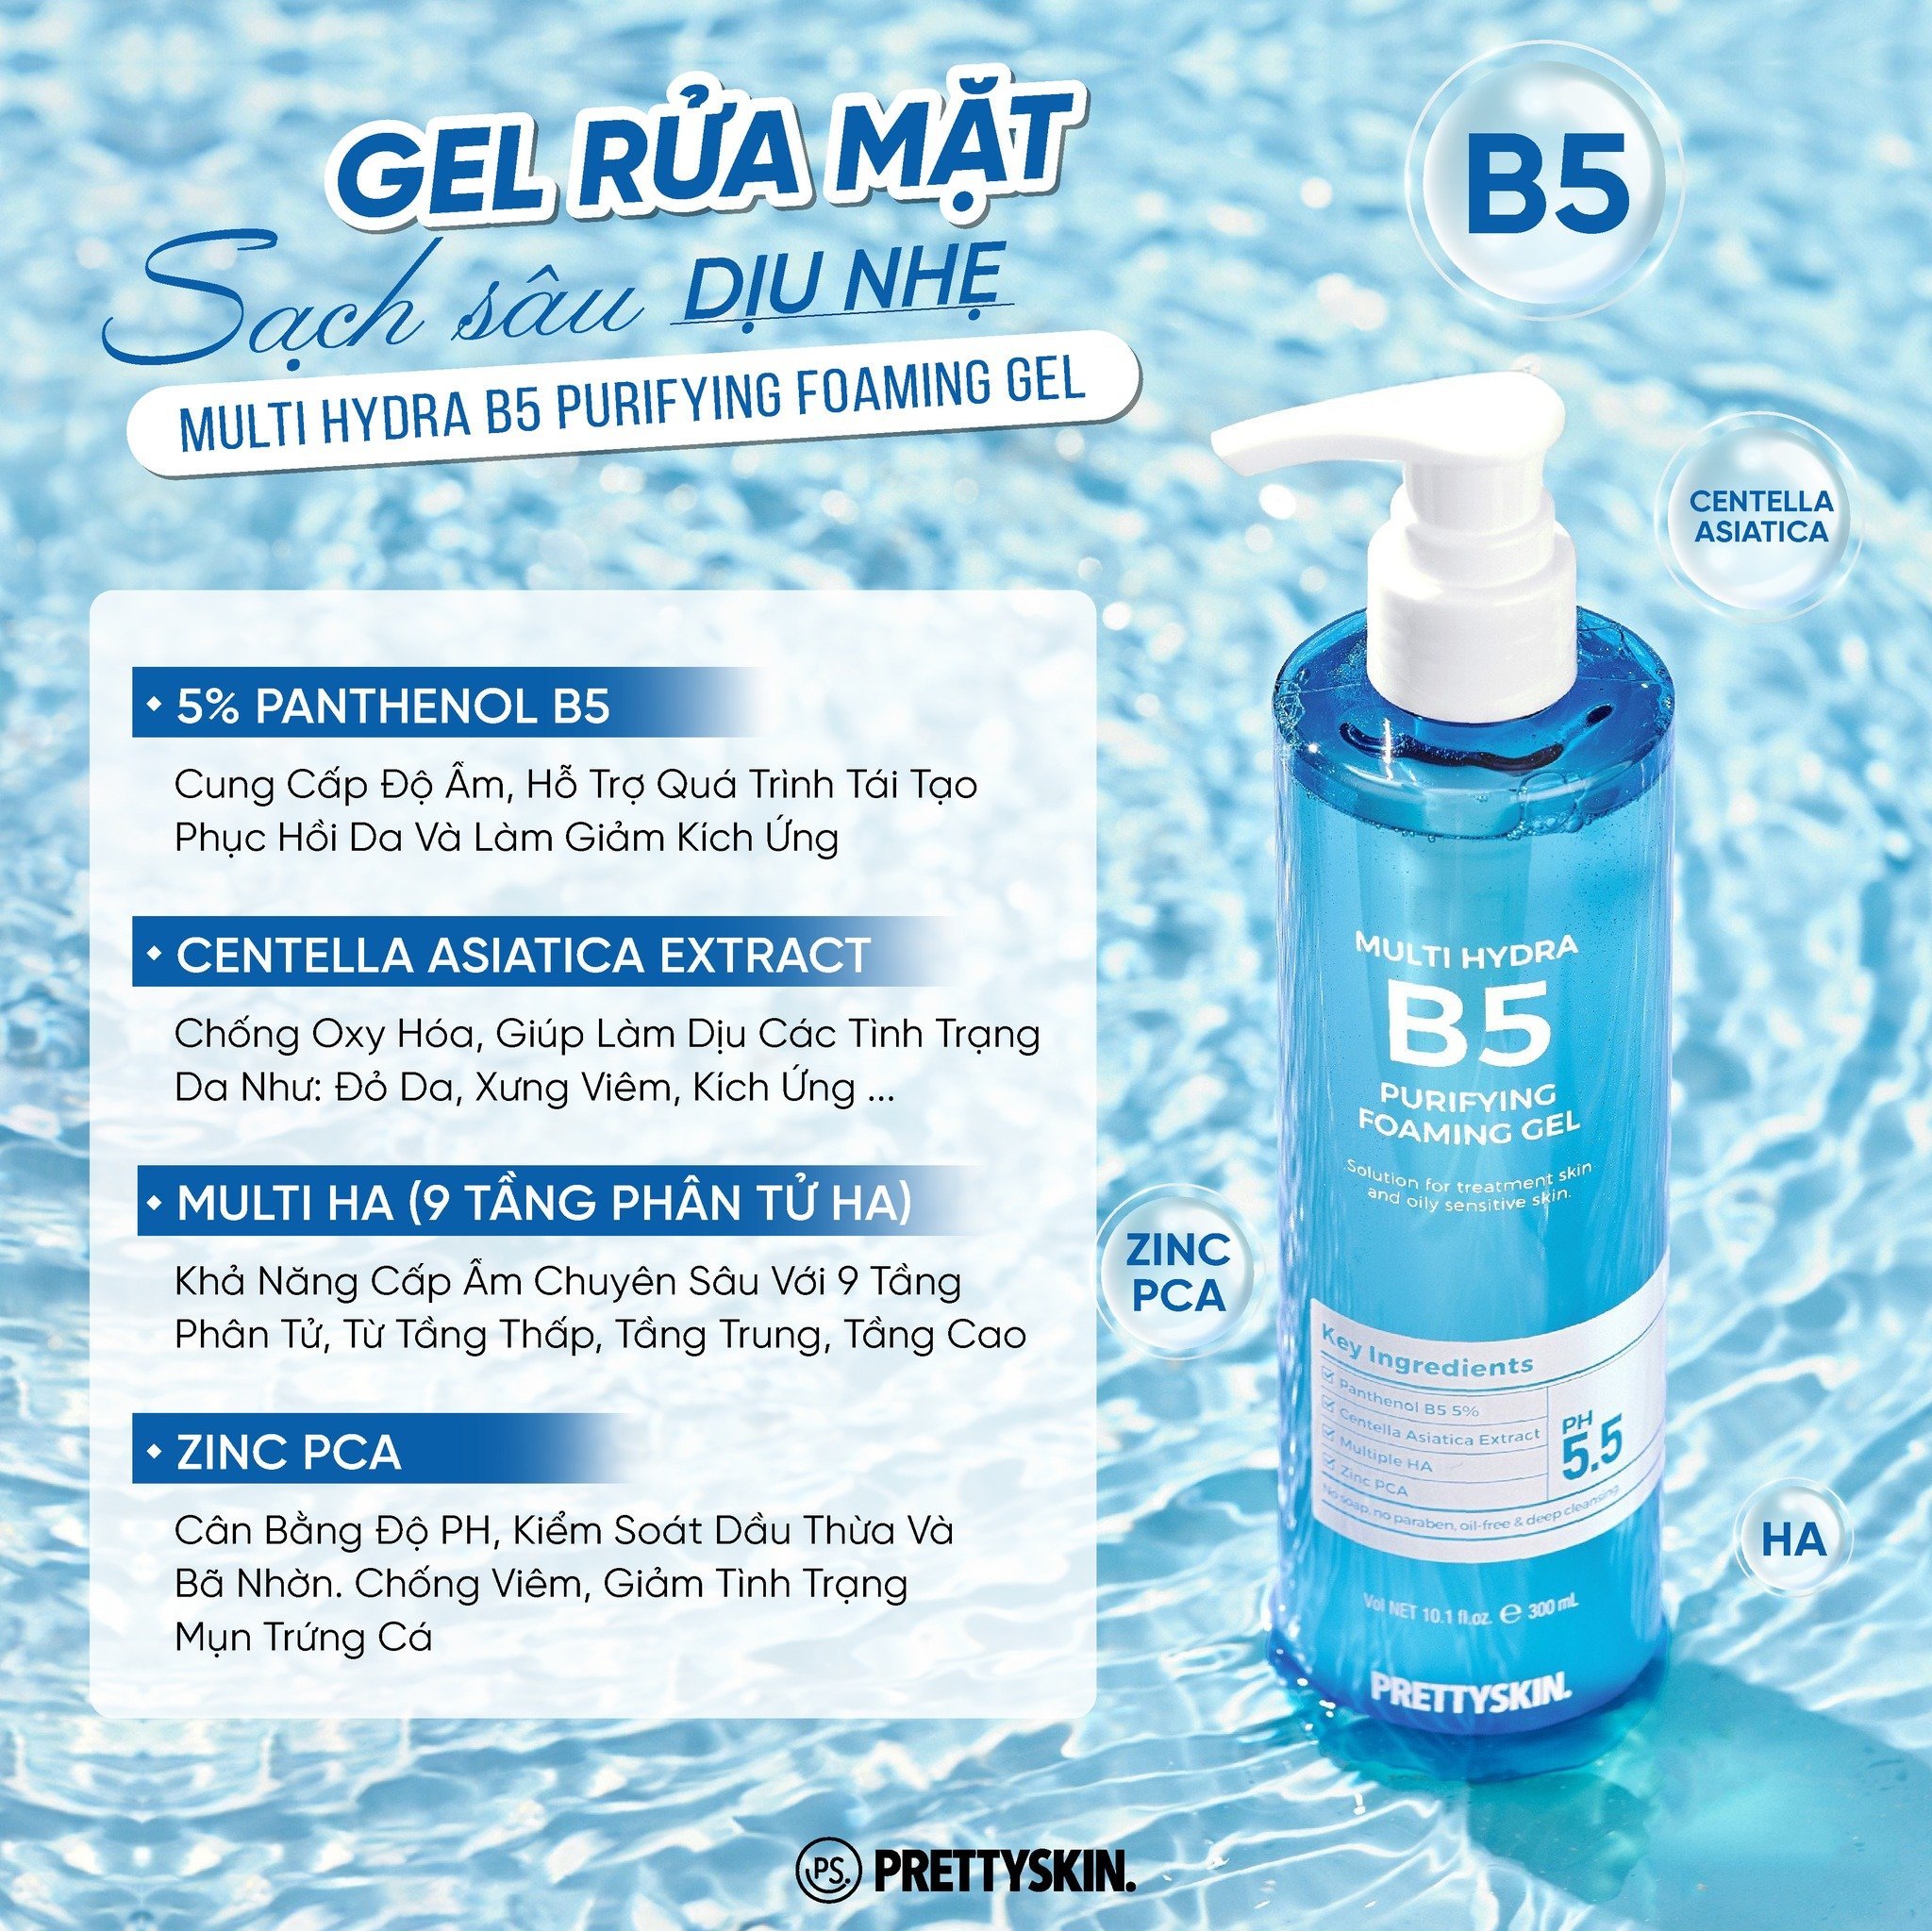 GEL RỬA MẶT
Sạch sâu DỊU NHẸ
MULTI HYDRA B5 PURIFYING FOAMING GEL
B5
CENTELLA
ASIATICA
5% PANTHENOL B5
Cung Cấp Độ Ẩm, Hỗ Trợ Quá Trình Tái Tạo
Phục Hồi Da Và Làm Giảm Kích Ứng
CENTELLA ASIATICA EXTRACT
Chống Oxy Hóa, Giúp Làm Dịu Các Tình Trạng
Da Như: Đỏ Da, Xưng Viêm, Kích Ứng ...
MULTI HA (9 TẦNG PHÂN TỬ HA)
Khả Năng Cấp Ẩm Chuyên Sâu Với 9 Tầng
Phân Tử, Từ Tầng Thấp, Tầng Trung, Tầng Cao
ZINC PCA
Cân Bằng Độ PH, Kiểm Soát Dầu Thừa Và
Bã Nhờn. Chống Viêm, Giảm Tình Trạng
Mụn Trứng Cá
ZINC
PCA
HA
MULTI HYDRA
B5
PURIFYING
FOAMING GEL
Solution for treatment skin
and oily sensitive skin.
Key Ingredients
Panthenol B5 5%
Centella Asiatica Extract
Multiple HA
Zinc PCA
PH
5.5
No soap, no paraben, oil-free & deep cleansing
Vol NET 10.1 fl.oz. e 300 mL
PRETTYSKIN.
PS. PRETTYSKIN.